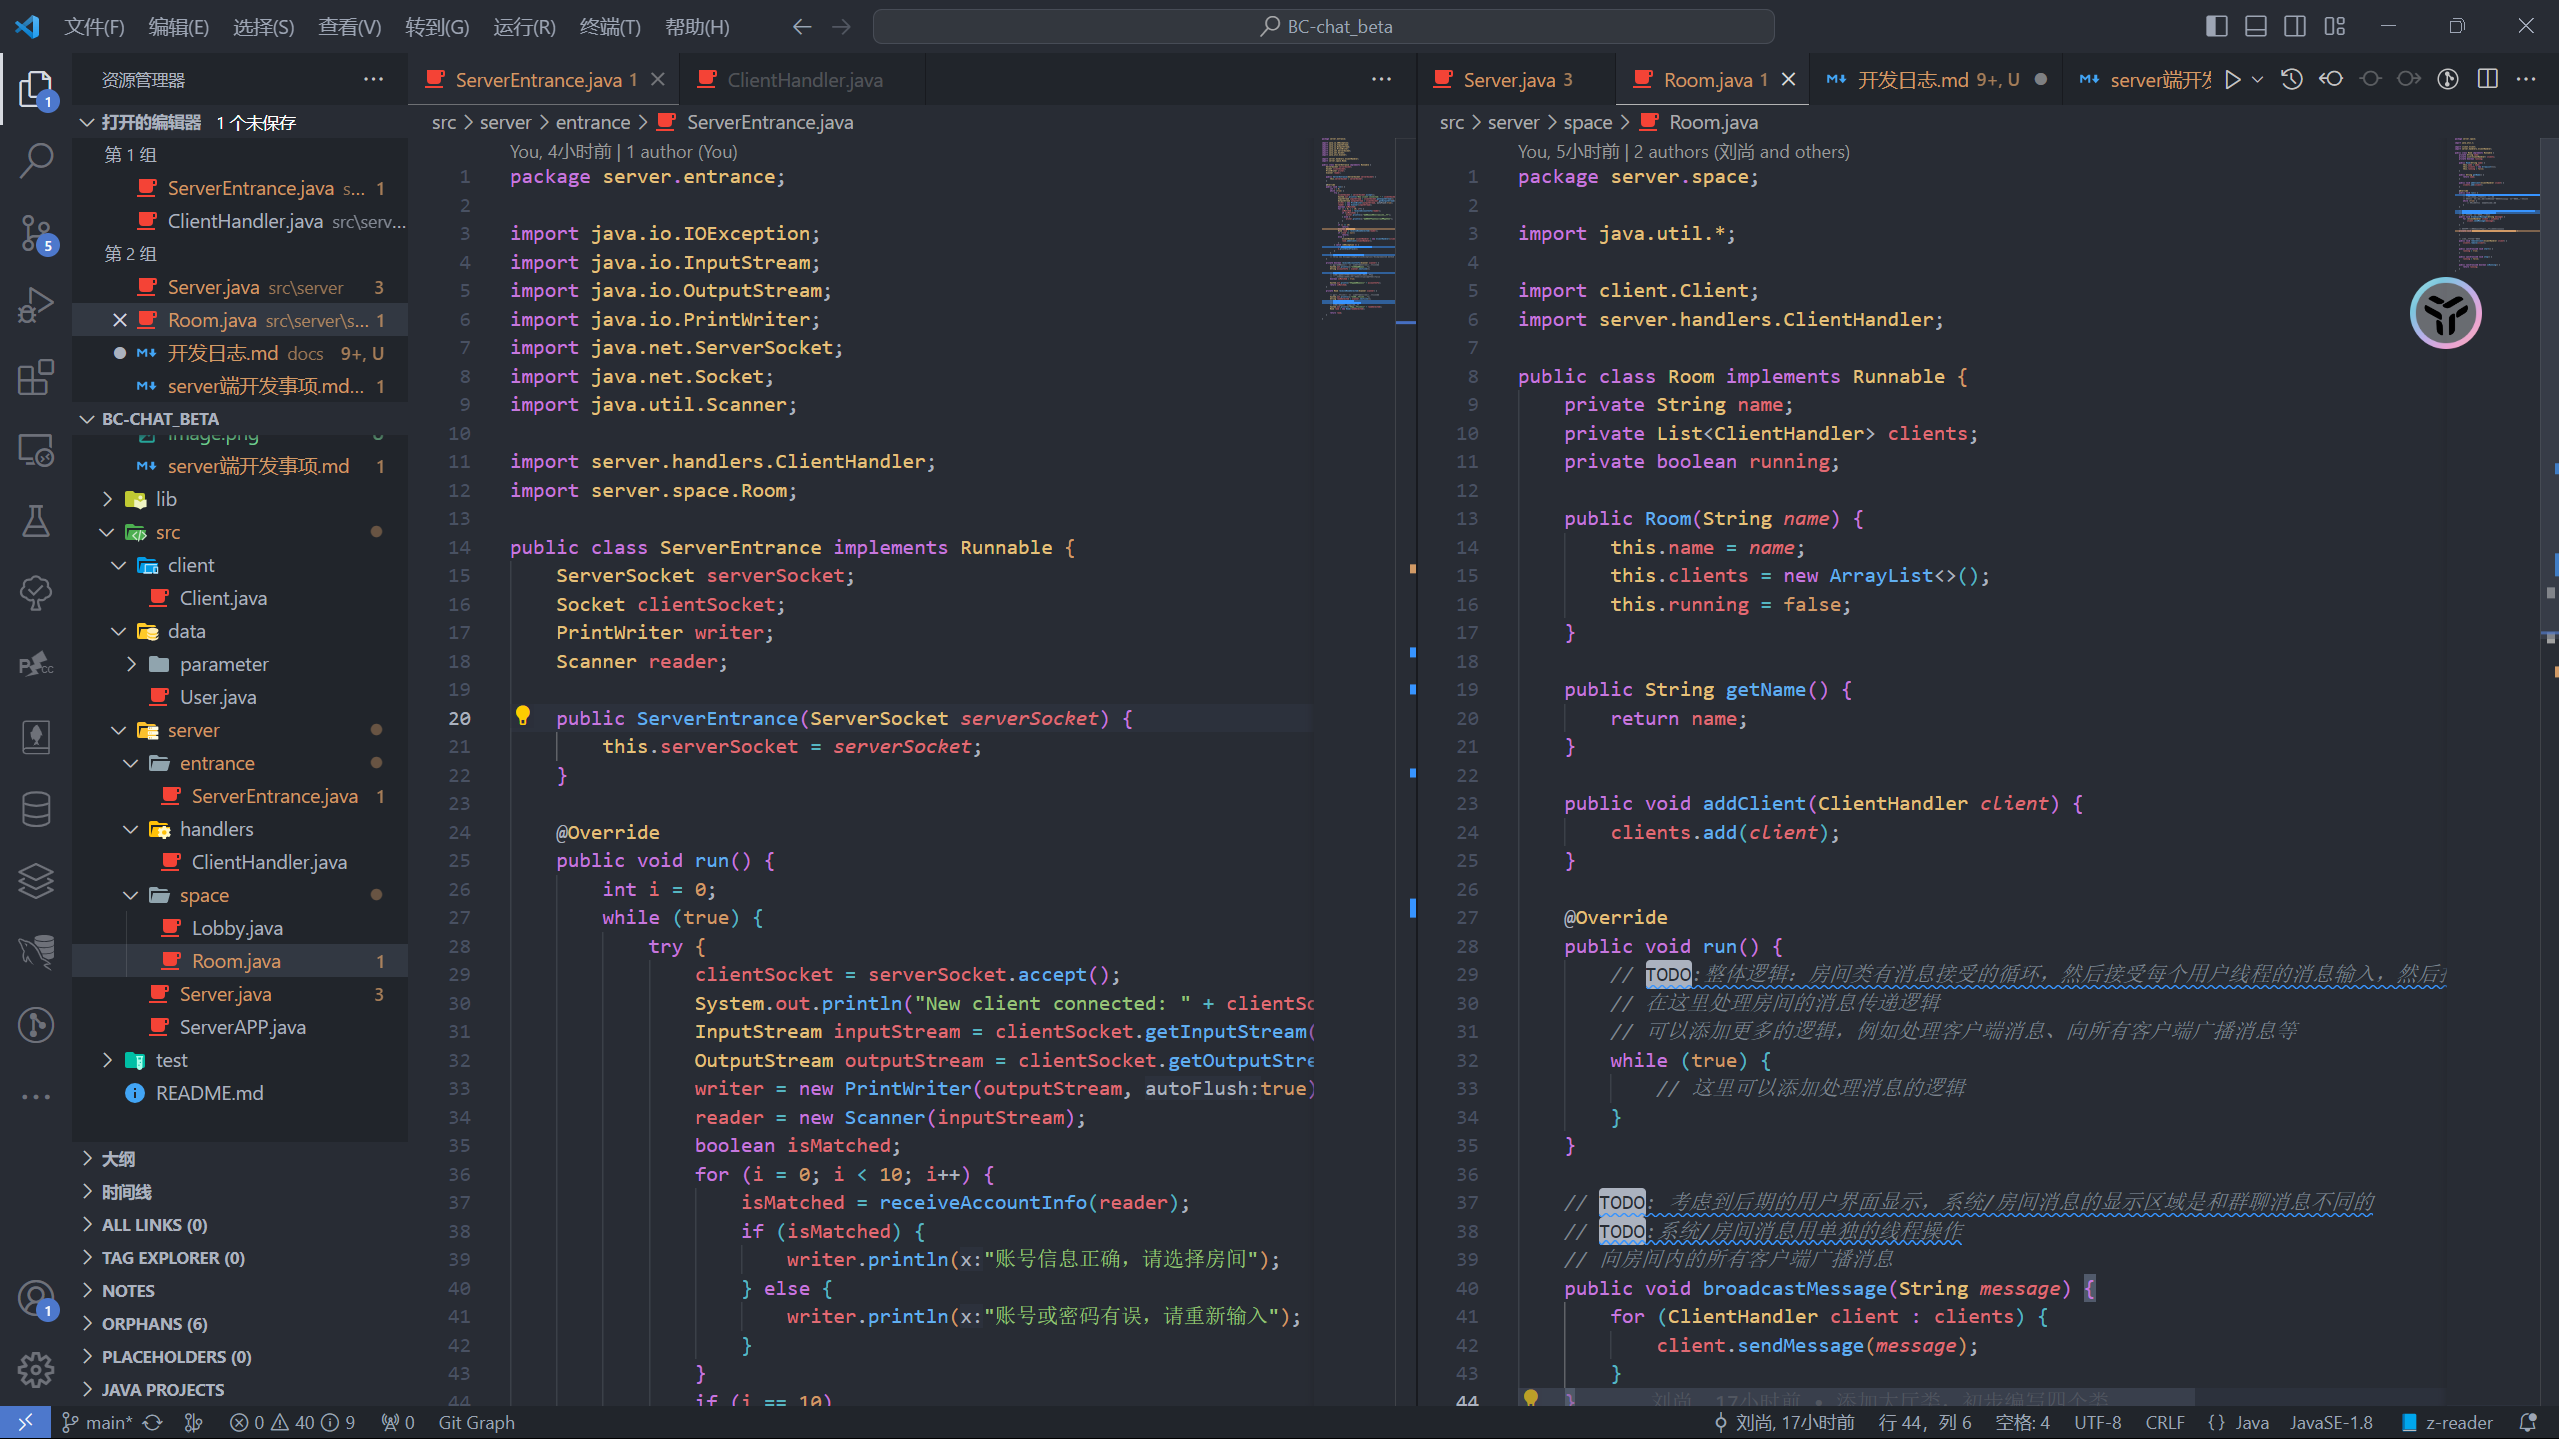 文件(F) 编辑(E) 选择(S) 查看(V) 转到(G) 运行(R) 终端(T) 帮助(H)
BC-chat_beta
资源管理器
打开的编辑器 1 个未保存
第 1 组
ServerEntrance.java s... 1
ClientHandler.java src\serv...
第 2 组
Server.java src\server 3
Room.java src\server\s... 1
开发日志.md docs 9+, U
server端开发事项.md... 1
BC-CHAT_BETA
image.png U
server端开发事项.md 1
lib
src
client
Client.java
data
parameter
User.java
server
entrance
ServerEntrance.java 1
handlers
ClientHandler.java
space
Lobby.java
Room.java 1
Server.java 3
ServerAPP.java
test
README.md
大纲
时间线
ALL LINKS (0)
TAG EXPLORER (0)
NOTES
ORPHANS (6)
PLACEHOLDERS (0)
JAVA PROJECTS
ServerEntrance.java 1
ClientHandler.java
src > server > entrance > ServerEntrance.java
You, 4小时前 | 1 author (You)
1 package server.entrance;
2
3 import java.io.IOException;
4 import java.io.InputStream;
5 import java.io.OutputStream;
6 import java.io.PrintWriter;
7 import java.net.ServerSocket;
8 import java.net.Socket;
9 import java.util.Scanner;
10
11 import server.handlers.ClientHandler;
12 import server.space.Room;
13
14 public class ServerEntrance implements Runnable {
15 ServerSocket serverSocket;
16 Socket clientSocket;
17 PrintWriter writer;
18 Scanner reader;
19
20 public ServerEntrance(ServerSocket serverSocket) {
21 this.serverSocket = serverSocket;
22 }
23
24 @Override
25 public void run() {
26 int i = 0;
27 while (true) {
28 try {
29 clientSocket = serverSocket.accept();
30 System.out.println("New client connected: " + clientSo
31 InputStream inputStream = clientSocket.getInputStream(
32 OutputStream outputStream = clientSocket.getOutputStre
33 writer = new PrintWriter(outputStream, autoFlush:true)
34 reader = new Scanner(inputStream);
35 boolean isMatched;
36 for (i = 0; i < 10; i++) {
37 isMatched = receiveAccountInfo(reader);
38 if (isMatched) {
39 writer.println(x:"账号信息正确，请选择房间");
40 } else {
41 writer.println(x:"账号或密码有误，请重新输入");
42 }
43 }
44 if (i == 10)
Server.java 3
Room.java 1
开发日志.md 9+, U
server端开发
src > server > space > Room.java
You, 5小时前 | 2 authors (刘尚 and others)
1 package server.space;
2
3 import java.util.*;
4
5 import client.Client;
6 import server.handlers.ClientHandler;
7
8 public class Room implements Runnable {
9 private String name;
10 private List<ClientHandler> clients;
11 private boolean running;
12
13 public Room(String name) {
14 this.name = name;
15 this.clients = new ArrayList<>();
16 this.running = false;
17 }
18
19 public String getName() {
20 return name;
21 }
22
23 public void addClient(ClientHandler client) {
24 clients.add(client);
25 }
26
27 @Override
28 public void run() {
29 // TODO:整体逻辑：房间类有消息接受的循环，然后接受每个用户线程的消息输入，然后
30 // 在这里处理房间的消息传递逻辑
31 // 可以添加更多的逻辑，例如处理客户端消息、向所有客户端广播消息等
32 while (true) {
33 // 这里可以添加处理消息的逻辑
34 }
35 }
36
37 // TODO: 考虑到后期的用户界面显示，系统/房间消息的显示区域是和群聊消息不同的
38 // TODO:系统/房间消息用单独的线程操作
39 // 向房间内的所有客户端广播消息
40 public void broadcastMessage(String message) {
41 for (ClientHandler client : clients) {
42 client.sendMessage(message);
43 }
44 } 刘尚, 17小时前 • 添加大厅类，初步编写四个类
1
5
1
main* 0 40 9 0 Git Graph
刘尚, 17小时前 行 44，列 6 空格: 4 UTF-8 CRLF {} Java JavaSE-1.8 z-reader